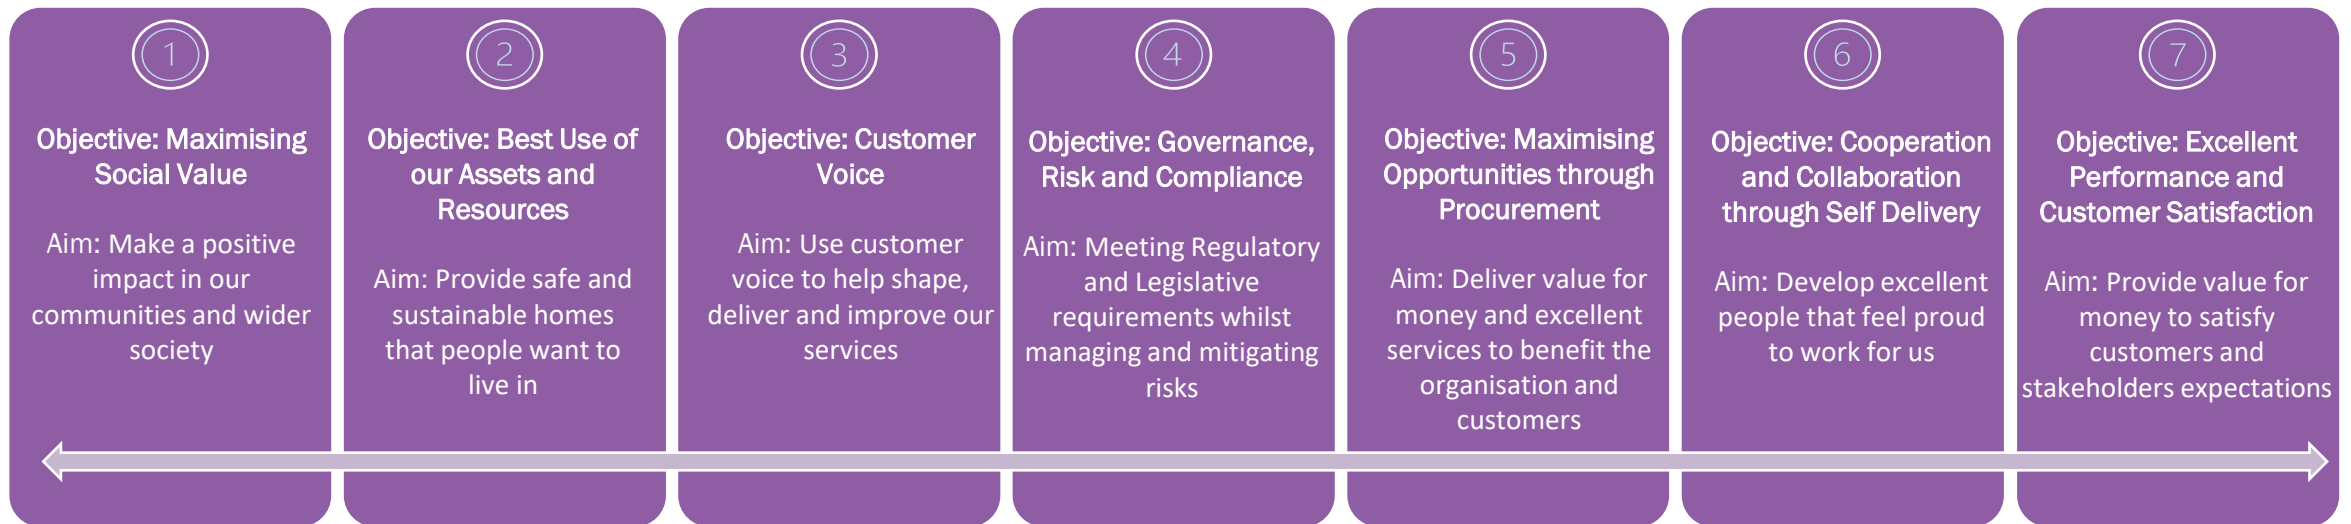 1
Objective: Maximising
Social Value
Aim: Make a positive
impact in our
communities and wider
society
2
Objective: Best Use of
our Assets and
Resources
Aim: Provide safe and
sustainable homes
that people want to
live in
3
Objective: Customer
Voice
Aim: Use customer
voice to help shape,
deliver and improve our
services
4
Objective: Governance,
Risk and Compliance
Aim: Meeting Regulatory
and Legislative
requirements whilst
managing and mitigating
risks
5
Objective: Maximising
Opportunities through
Procurement
Aim: Deliver value for
money and excellent
services to benefit the
organisation and
customers
6
Objective: Cooperation
and Collaboration
through Self Delivery
Aim: Develop excellent
people that feel proud
to work for us
7
Objective: Excellent
Performance and
Customer Satisfaction
Aim: Provide value for
money to satisfy
customers and
stakeholders expectations